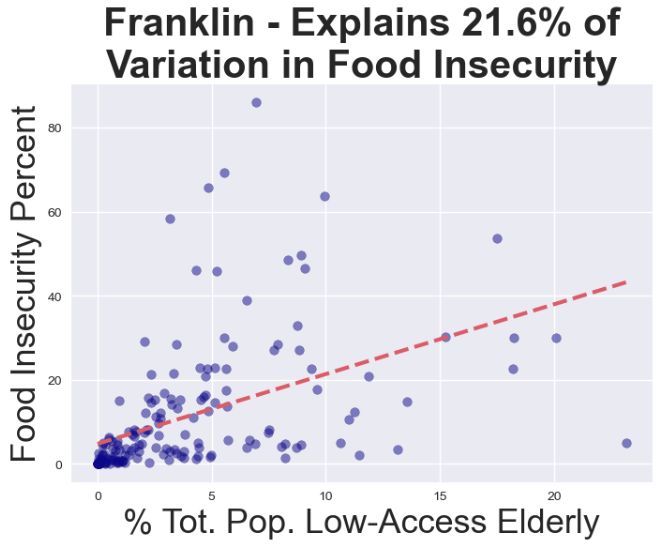 Franklin - Explains 21.6% of
Variation in Food Insecurity
Food Insecurity Percent
80
60
40
20
0
0 5 10 15 20
% Tot. Pop. Low-Access Elderly